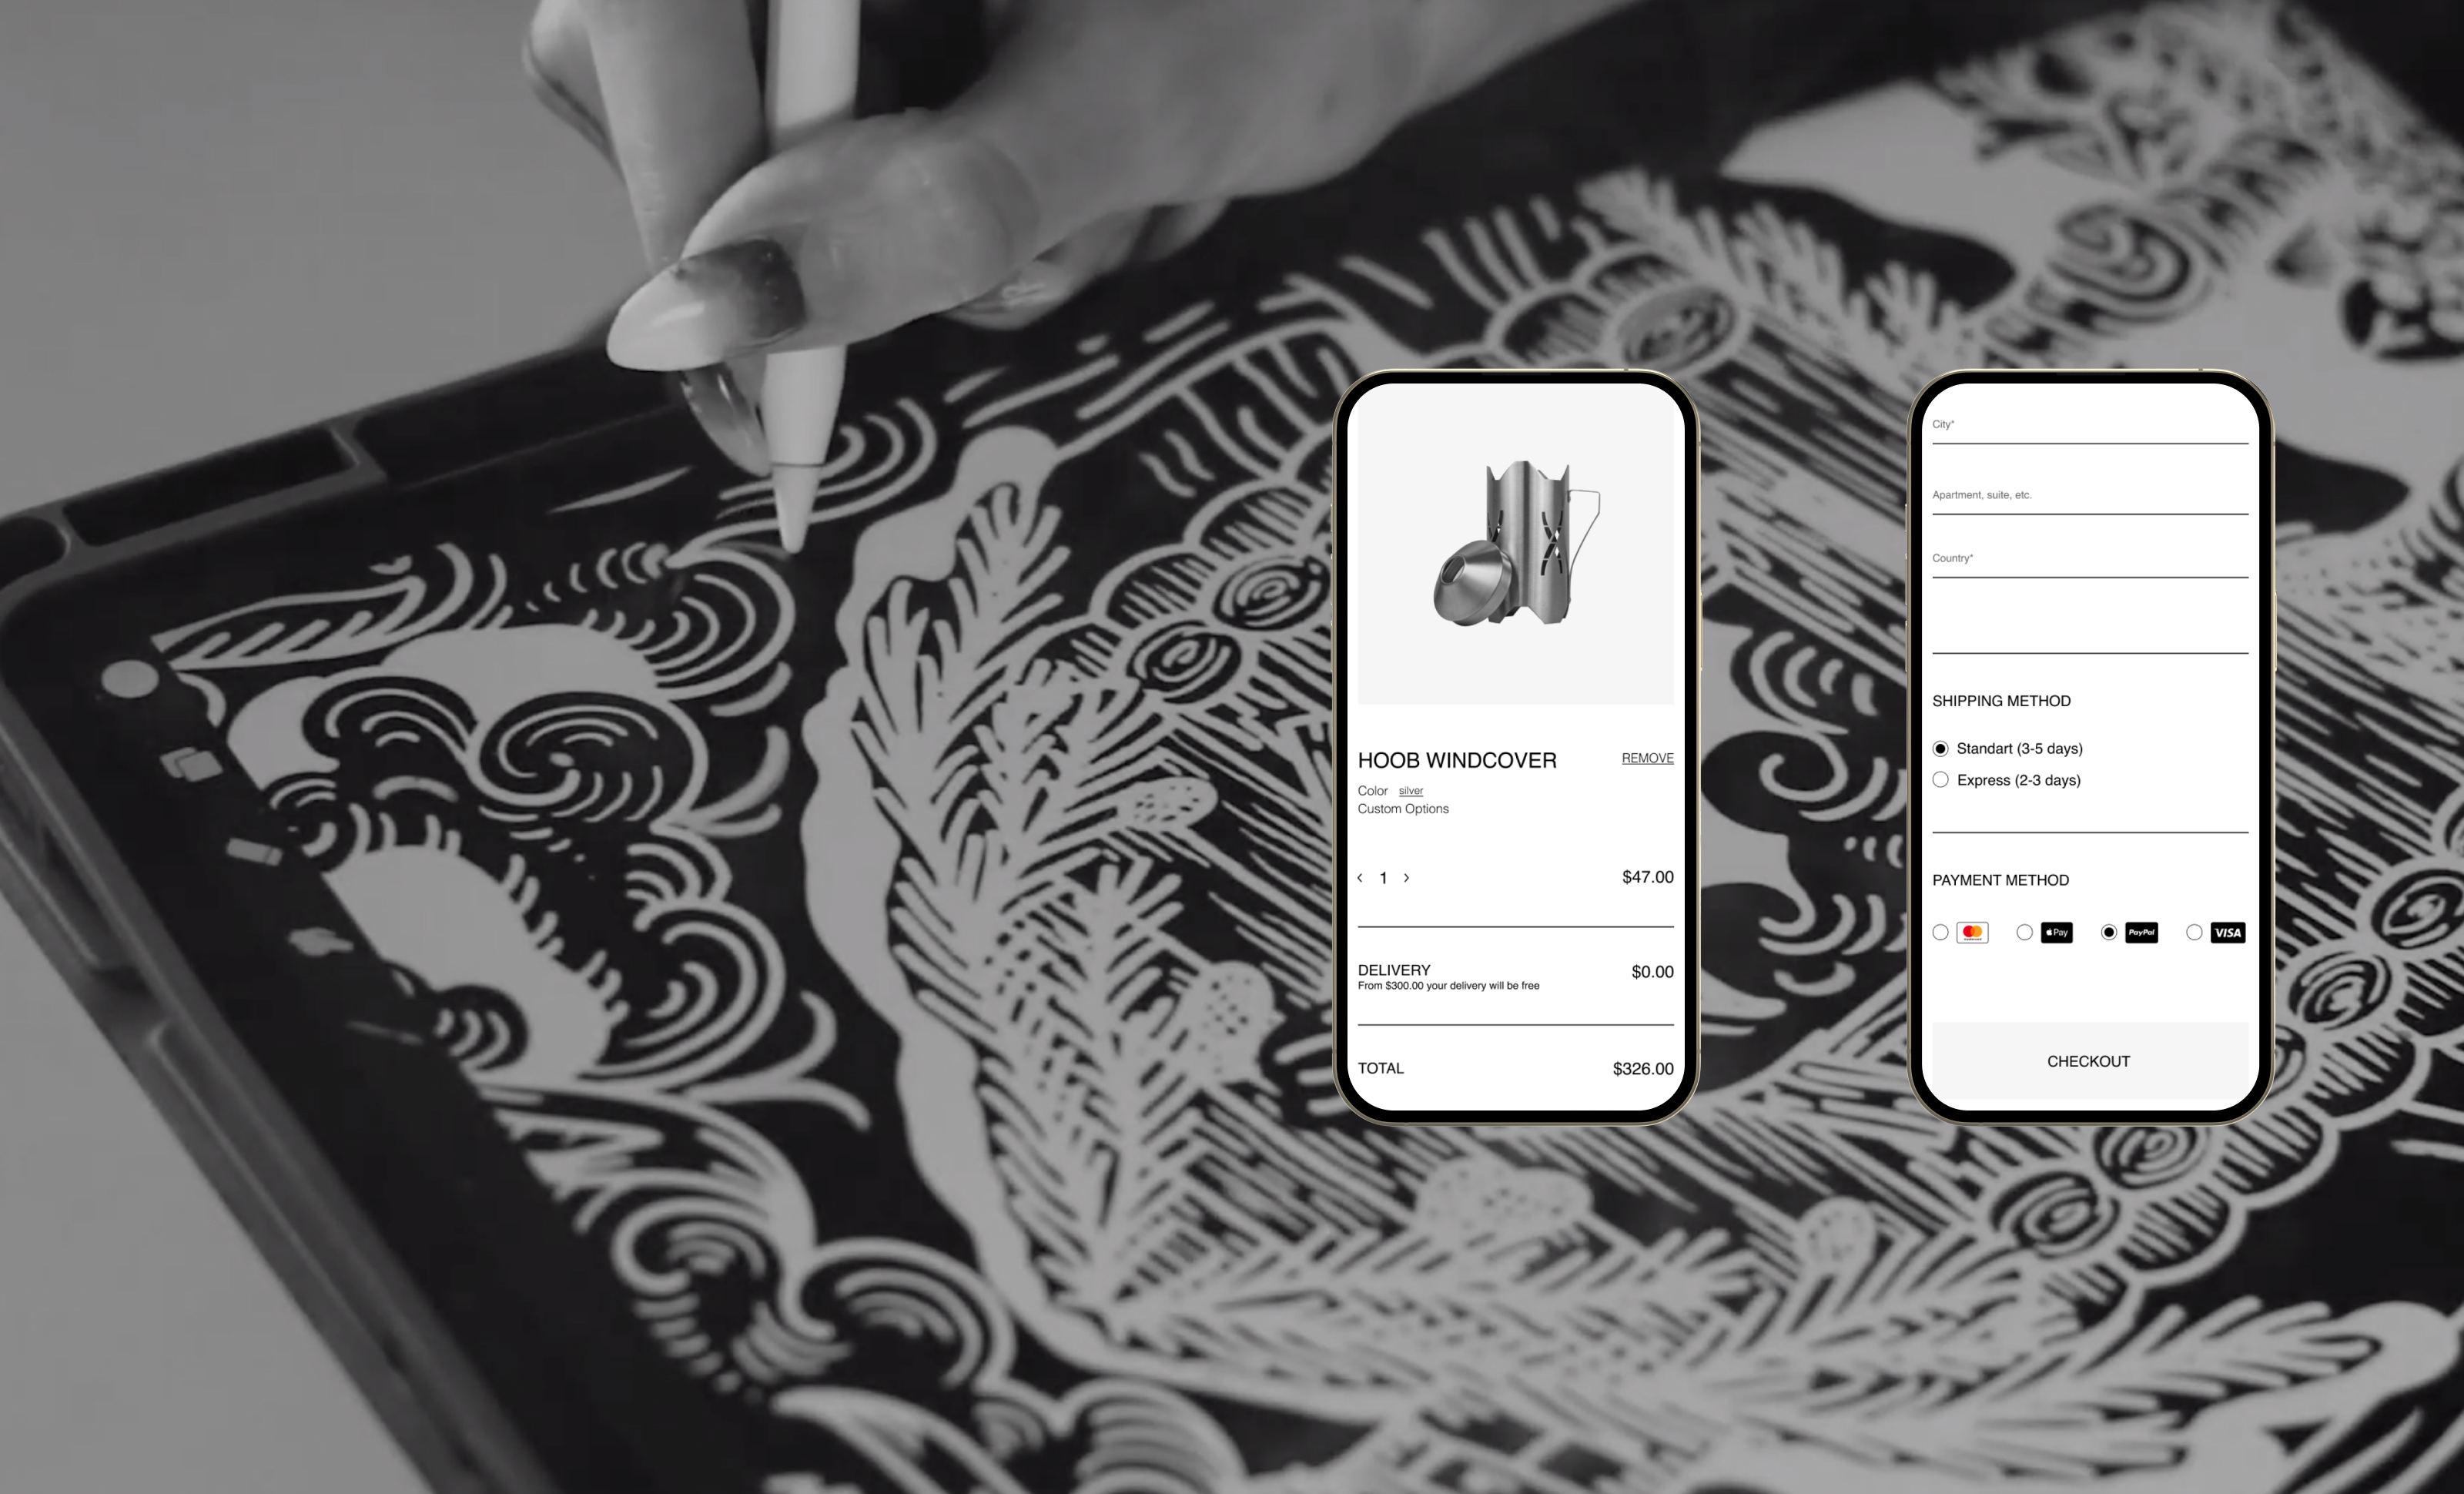 HOOB WINDCOVER
REMOVE
Color silver
Custom Options
‹ 1 ›
$47.00
DELIVERY
$0.00
From $300.00 your delivery will be free
TOTAL
$326.00
City*
Apartment, suite, etc.
Country*
SHIPPING METHOD
Standart (3-5 days)
Express (2-3 days)
PAYMENT METHOD
Pay PayPal VISA
CHECKOUT